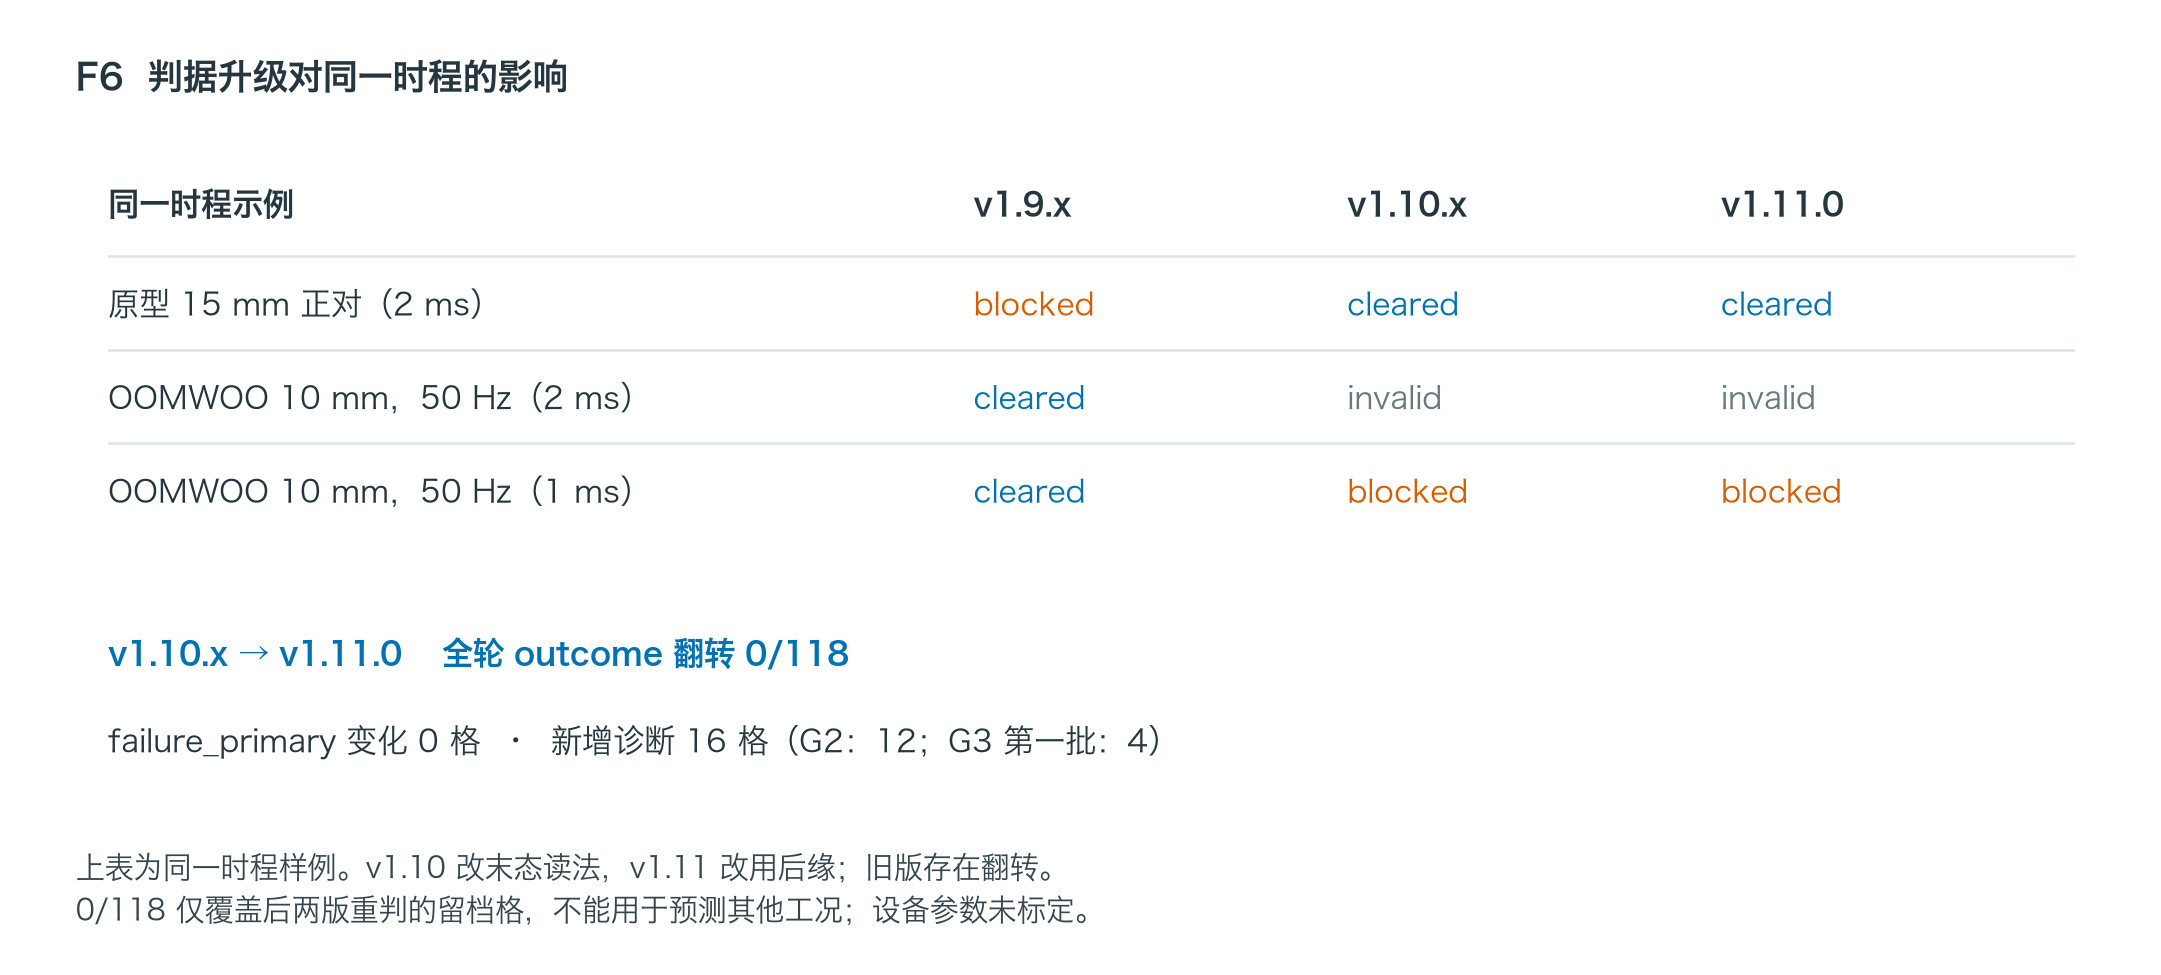 F6 判据升级对同一时程的影响
同一时程示例 v1.9.x v1.10.x v1.11.0
原型 15 mm 正对（2 ms） blocked cleared cleared
OOMWOO 10 mm，50 Hz（2 ms） cleared invalid invalid
OOMWOO 10 mm，50 Hz（1 ms） cleared blocked blocked
v1.10.x → v1.11.0 全轮 outcome 翻转 0/118
failure_primary 变化 0 格 · 新增诊断 16 格（G2：12；G3 第一批：4）
上表为同一时程样例。v1.10 改末态读法，v1.11 改用后缘；旧版存在翻转。
0/118 仅覆盖后两版重判的留档格，不能用于预测其他工况；设备参数未标定。